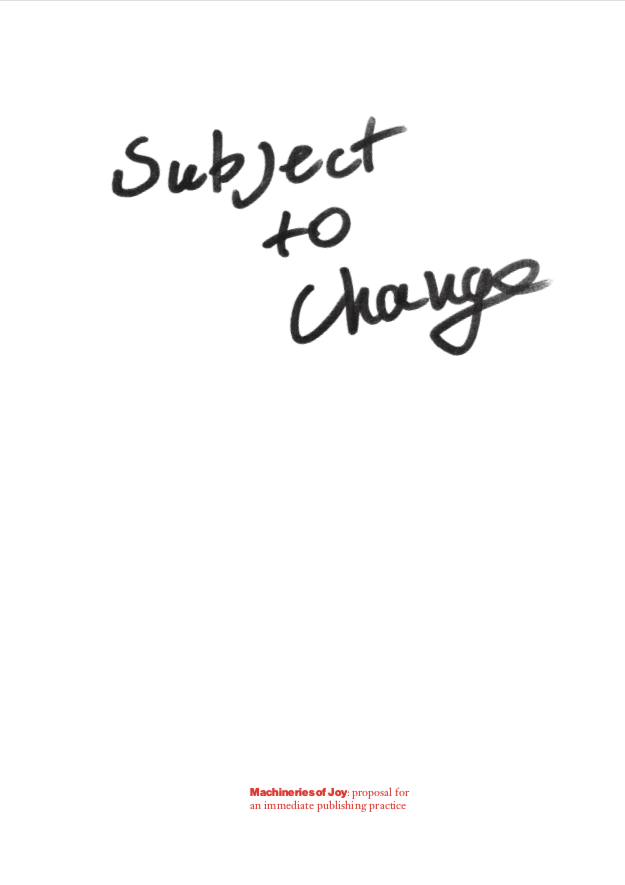 Subject
to
Change
Machineries of Joy: proposal for
an immediate publishing practice